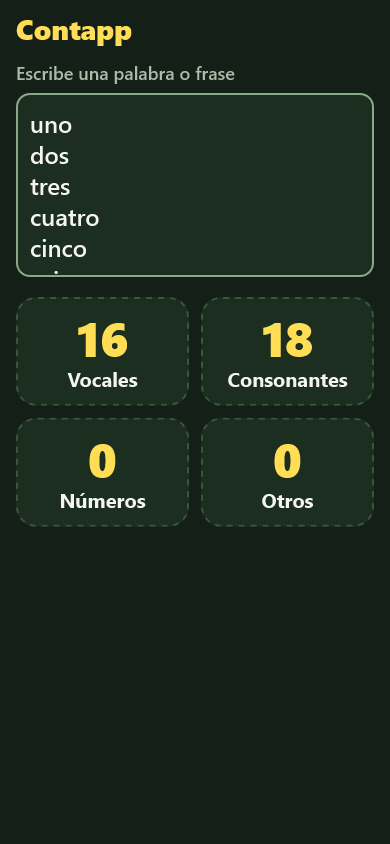 Contapp
Escribe una palabra o frase
uno
dos
tres
cuatro
cinco
16
Vocales
18
Consonantes
0
Números
0
Otros